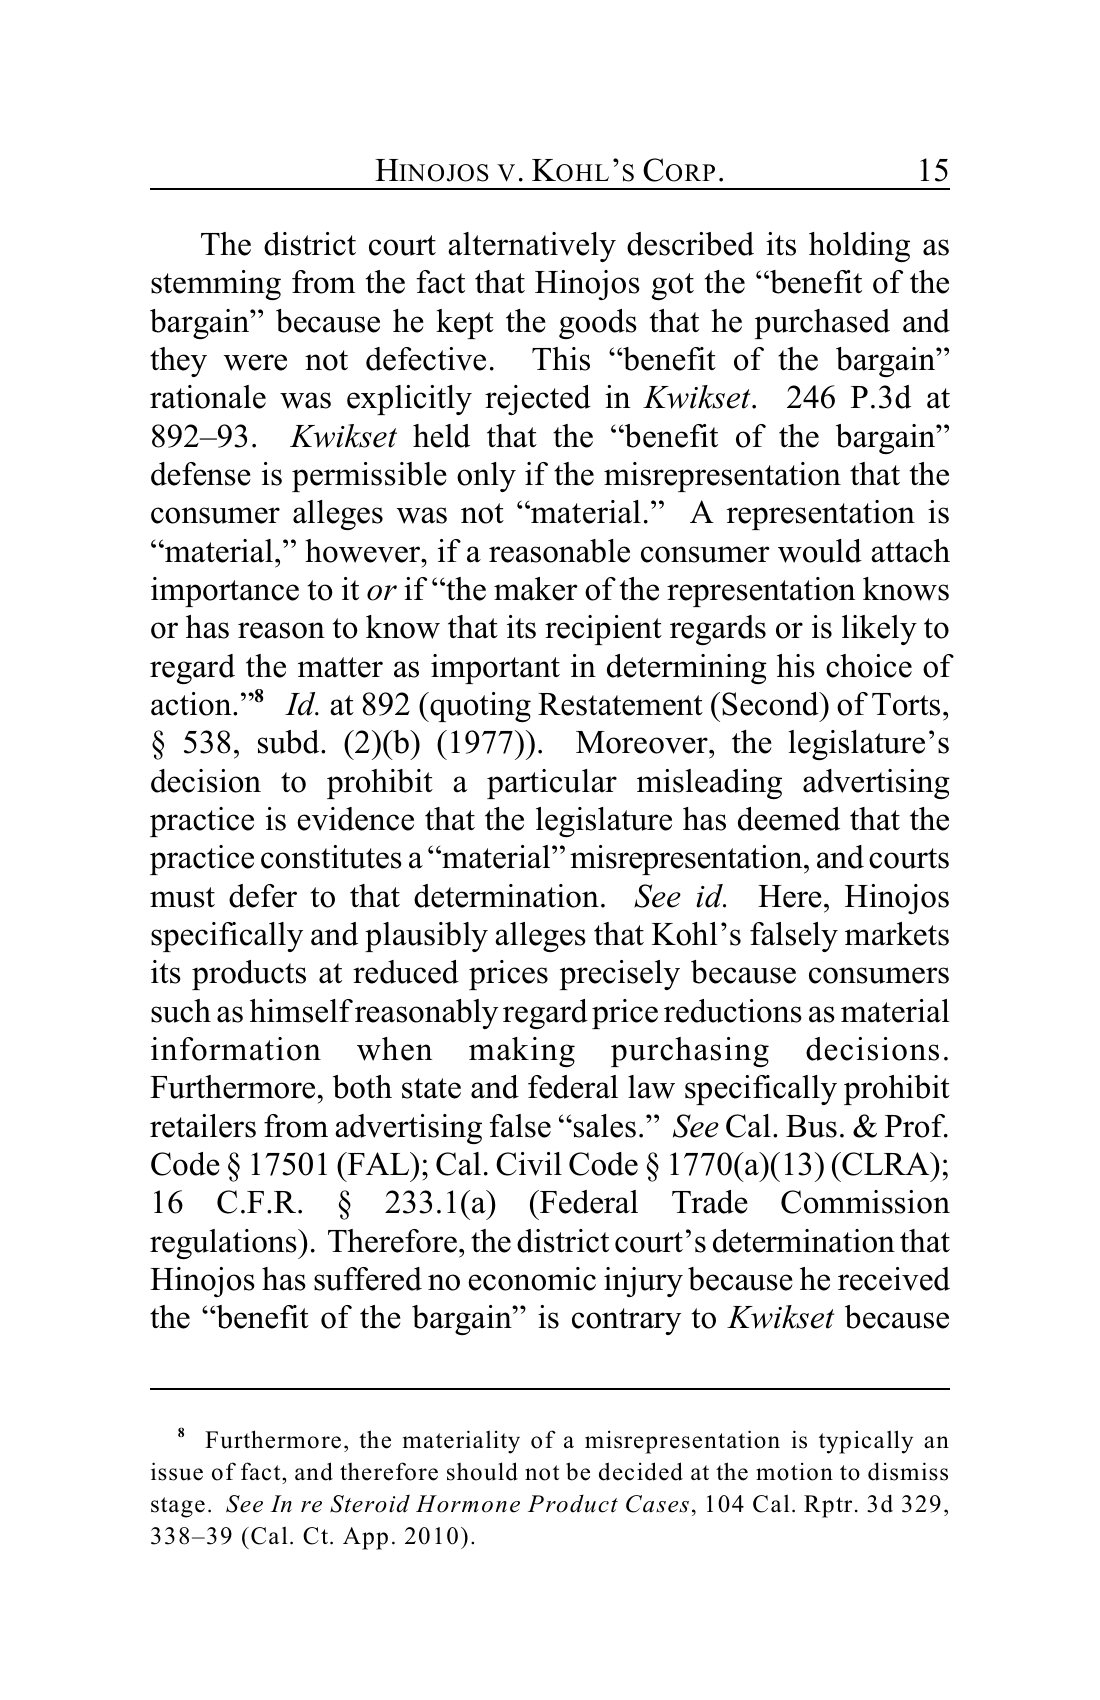 HINOJOS V. KOHL’S CORP. 15
The district court alternatively described its holding as
stemming from the fact that Hinojos got the “benefit of the
bargain” because he kept the goods that he purchased and
they were not defective. This “benefit of the bargain”
rationale was explicitly rejected in Kwikset. 246 P.3d at
892–93. Kwikset held that the “benefit of the bargain”
defense is permissible only if the misrepresentation that the
consumer alleges was not “material.” A representation is
“material,” however, if a reasonable consumer would attach
importance to it or if “the maker of the representation knows
or has reason to know that its recipient regards or is likely to
regard the matter as important in determining his choice of
action.”8 Id. at 892 (quoting Restatement (Second) of Torts,
§ 538, subd. (2)(b) (1977)). Moreover, the legislature’s
decision to prohibit a particular misleading advertising
practice is evidence that the legislature has deemed that the
practice constitutes a “material” misrepresentation, and courts
must defer to that determination. See id. Here, Hinojos
specifically and plausibly alleges that Kohl’s falsely markets
its products at reduced prices precisely because consumers
such as himself reasonably regard price reductions as material
information when making purchasing decisions.
Furthermore, both state and federal law specifically prohibit
retailers from advertising false “sales.” See Cal. Bus. & Prof.
Code § 17501 (FAL); Cal. Civil Code § 1770(a)(13) (CLRA);
16 C.F.R. § 233.1(a) (Federal Trade Commission
regulations). Therefore, the district court’s determination that
Hinojos has suffered no economic injury because he received
the “benefit of the bargain” is contrary to Kwikset because
8 Furthermore, the materiality of a misrepresentation is typically an
issue of fact, and therefore should not be decided at the motion to dismiss
stage. See In re Steroid Hormone Product Cases, 104 Cal. Rptr. 3d 329,
338–39 (Cal. Ct. App. 2010).